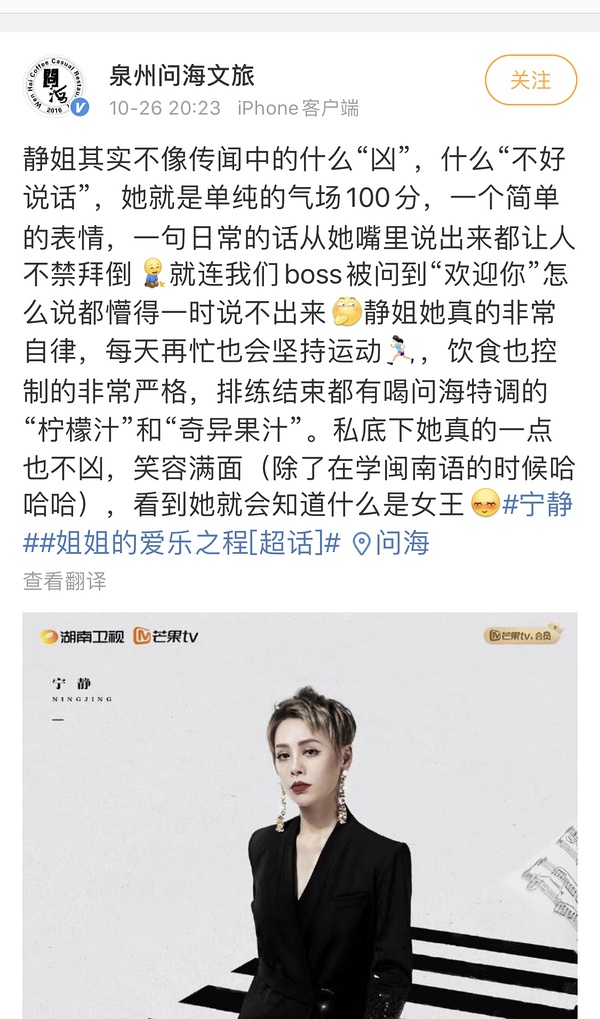 Wen Hai Coffee Casual Restau
問海
2016
泉州问海文旅
关注
10-26 20:23 iPhone客户端
静姐其实不像传闻中的什么“凶”，什么“不好
说话”，她就是单纯的气场100分，一个简单
的表情，一句日常的话从她嘴里说出来都让人
不禁拜倒🧎就连我们boss被问到“欢迎你”怎
么说都懵得一时说不出来🤔静姐她真的非常
自律，每天再忙也会坚持运动🏃🏻‍♀️，饮食也控
制的非常严格，排练结束都有喝问海特调的
“柠檬汁”和“奇异果汁”。私底下她真的一点
也不凶，笑容满面（除了在学闽南语的时候哈
哈哈），看到她就会知道什么是女王😊#宁静
##姐姐的爱乐之程[超话]# 问海
查看翻译
湖南卫视 芒果tv
芒果tv.会员
宁静
NINGJING